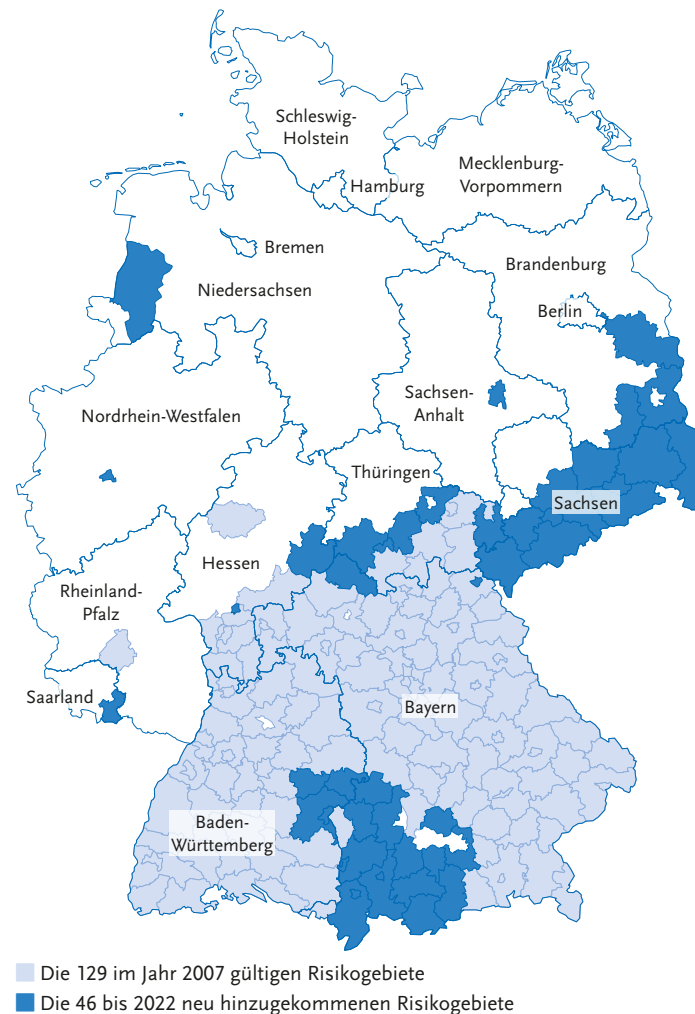 Schleswig-
Holstein
Mecklenburg-
Vorpommern
Hamburg
Bremen
Brandenburg
Niedersachsen
Berlin
Sachsen-
Anhalt
Nordrhein-Westfalen
Thüringen
Sachsen
Hessen
Rheinland-
Pfalz
Saarland
Bayern
Baden-
Württemberg
Die 129 im Jahr 2007 gültigen Risikogebiete
Die 46 bis 2022 neu hinzugekommenen Risikogebiete